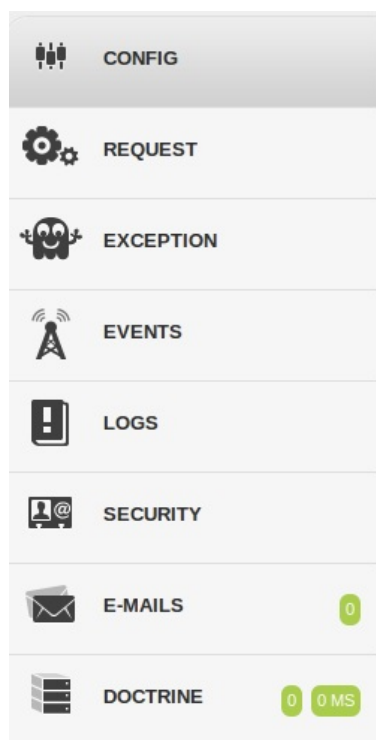 CONFIG
REQUEST
EXCEPTION
EVENTS
LOGS
SECURITY
E-MAILS 0
DOCTRINE 0 0 MS